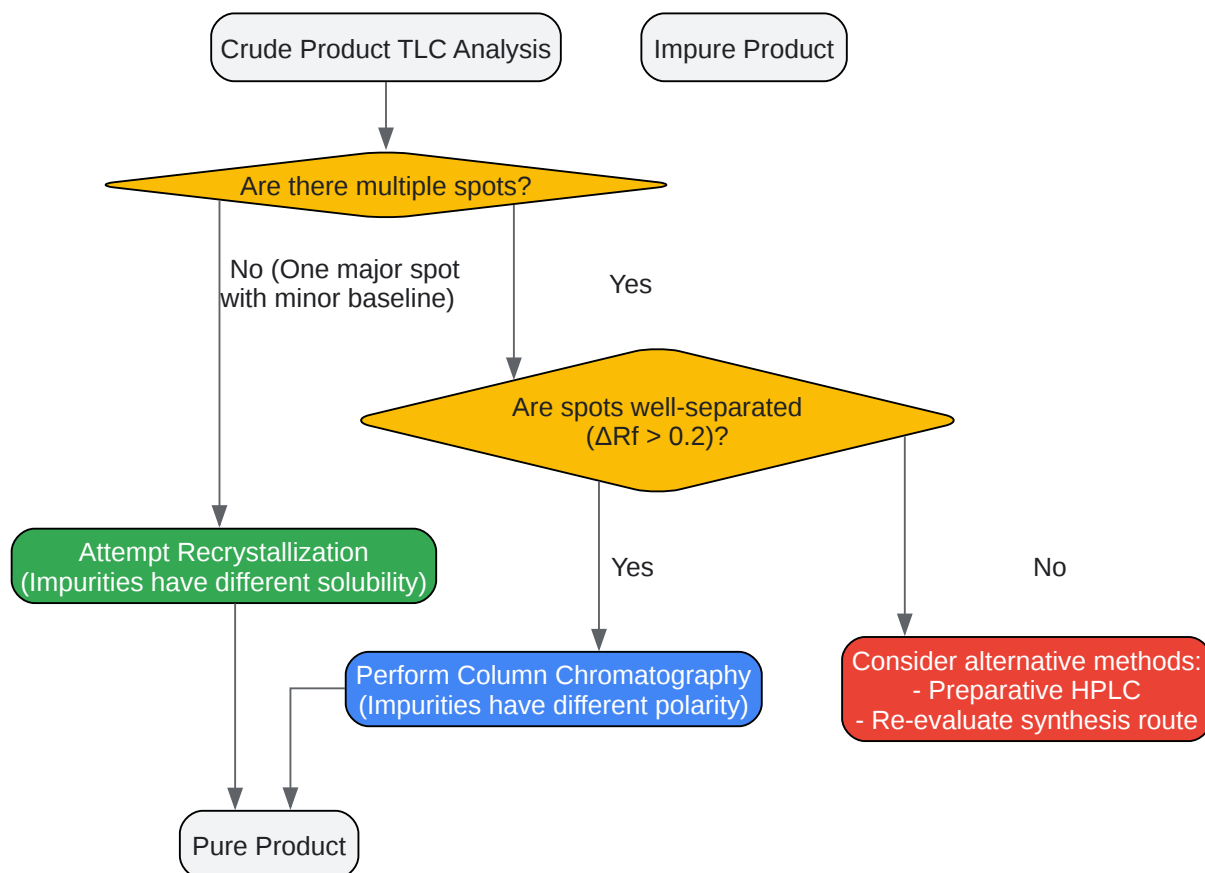 Crude Product TLC Analysis
Impure Product
Are there multiple spots?
No (One major spot
with minor baseline)
Yes
Are spots well-separated
(ΔRf > 0.2)?
Attempt Recrystallization
(Impurities have different solubility)
Yes
No
Perform Column Chromatography
(Impurities have different polarity)
Consider alternative methods:
- Preparative HPLC
- Re-evaluate synthesis route
Pure Product